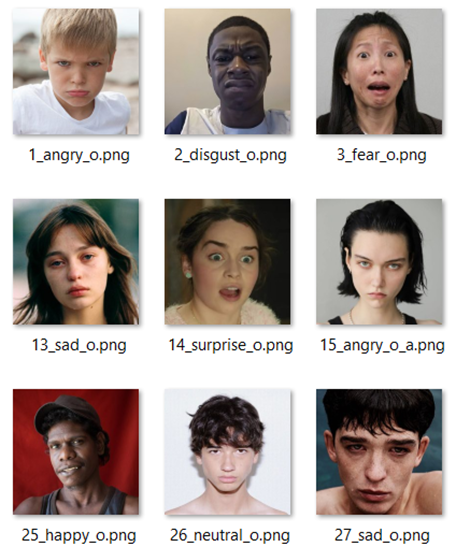 1_angry_o.png
2_disgust_o.png
3_fear_o.png
13_sad_o.png
14_surprise_o.png
15_angry_o_a.png
25_happy_o.png
26_neutral_o.png
27_sad_o.png